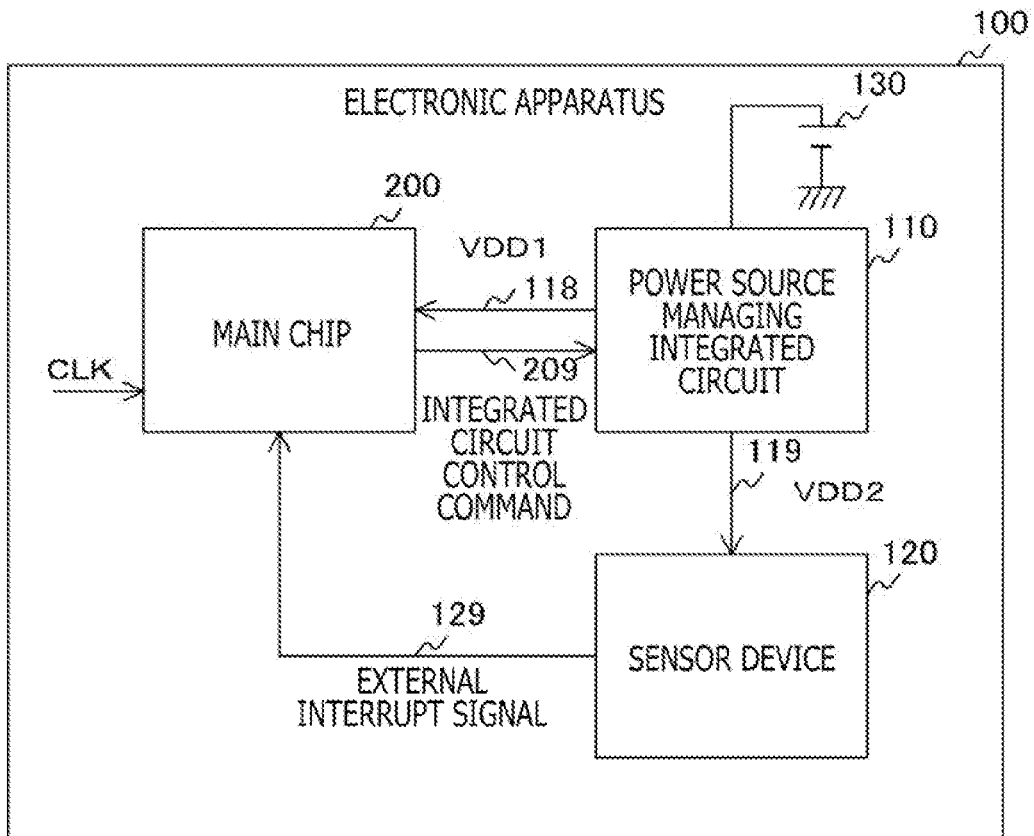 100
ELECTRONIC APPARATUS
130
200
VDD1
110
118
MAIN CHIP
POWER SOURCE
MANAGING
INTEGRATED
CIRCUIT
CLK
209
INTEGRATED
CIRCUIT
CONTROL
COMMAND
119
VDD2
120
129
SENSOR DEVICE
EXTERNAL
INTERRUPT SIGNAL